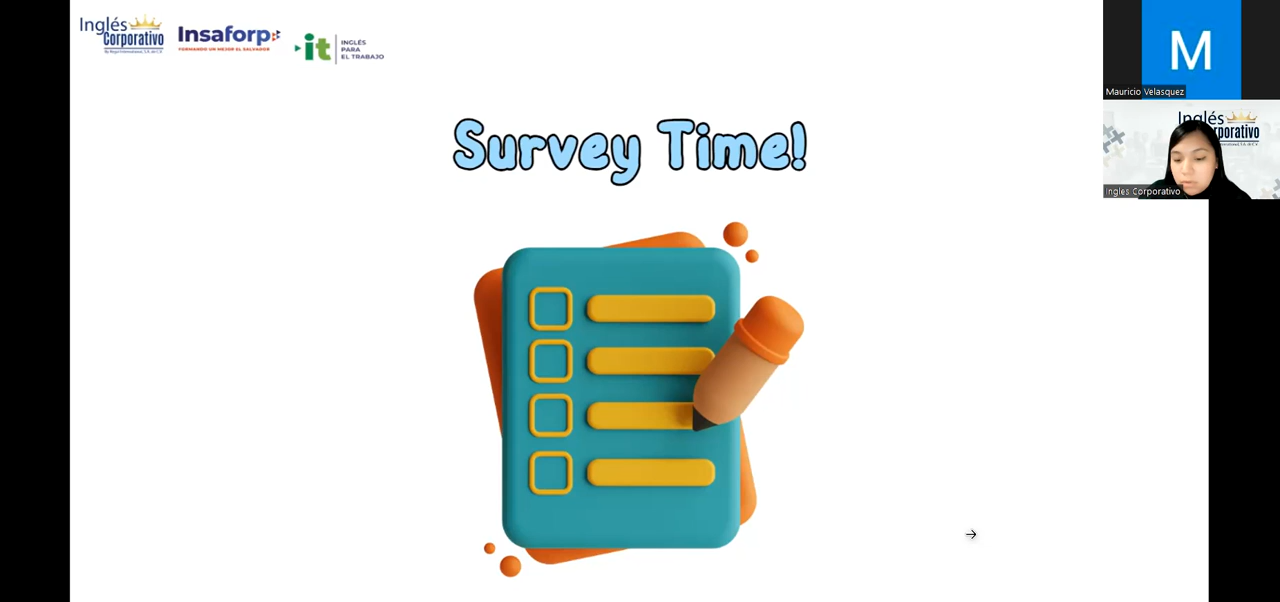 Inglés
Corporativo
Insaforp
FORMANDO UN MEJOR EL SALVADOR
it
INGLÉS
PARA
EL TRABAJO
Survey Time!
M
Mauricio Velasquez
Inglés
Corporativo
Ingles Corporativo